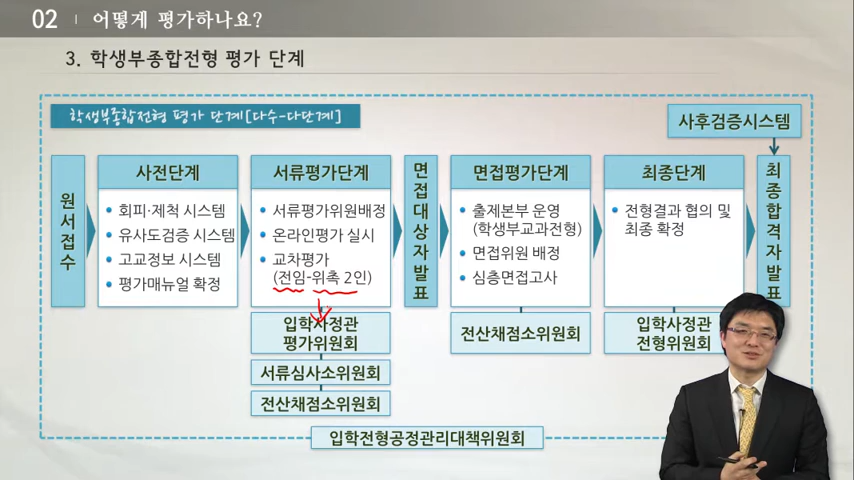 02 | 어떻게 평가하나요?
3. 학생부종합전형 평가 단계
학생부종합전형 평가 단계[다수-다단계]
사후검증시스템
원서접수
사전단계
• 회피·제척 시스템
• 유사도검증 시스템
• 고교정보 시스템
• 평가매뉴얼 확정
서류평가단계
• 서류평가위원배정
• 온라인평가 실시
• 교차평가
(전임-위촉 2인)
면접대상자발표
면접평가단계
• 출제본부 운영
(학생부교과전형)
• 면접위원 배정
• 심층면접고사
최종단계
• 전형결과 협의 및
최종 확정
최종합격자발표
입학사정관
평가위원회
서류심사소위원회
전산채점소위원회
전산채점소위원회
입학사정관
전형위원회
입학전형공정관리대책위원회